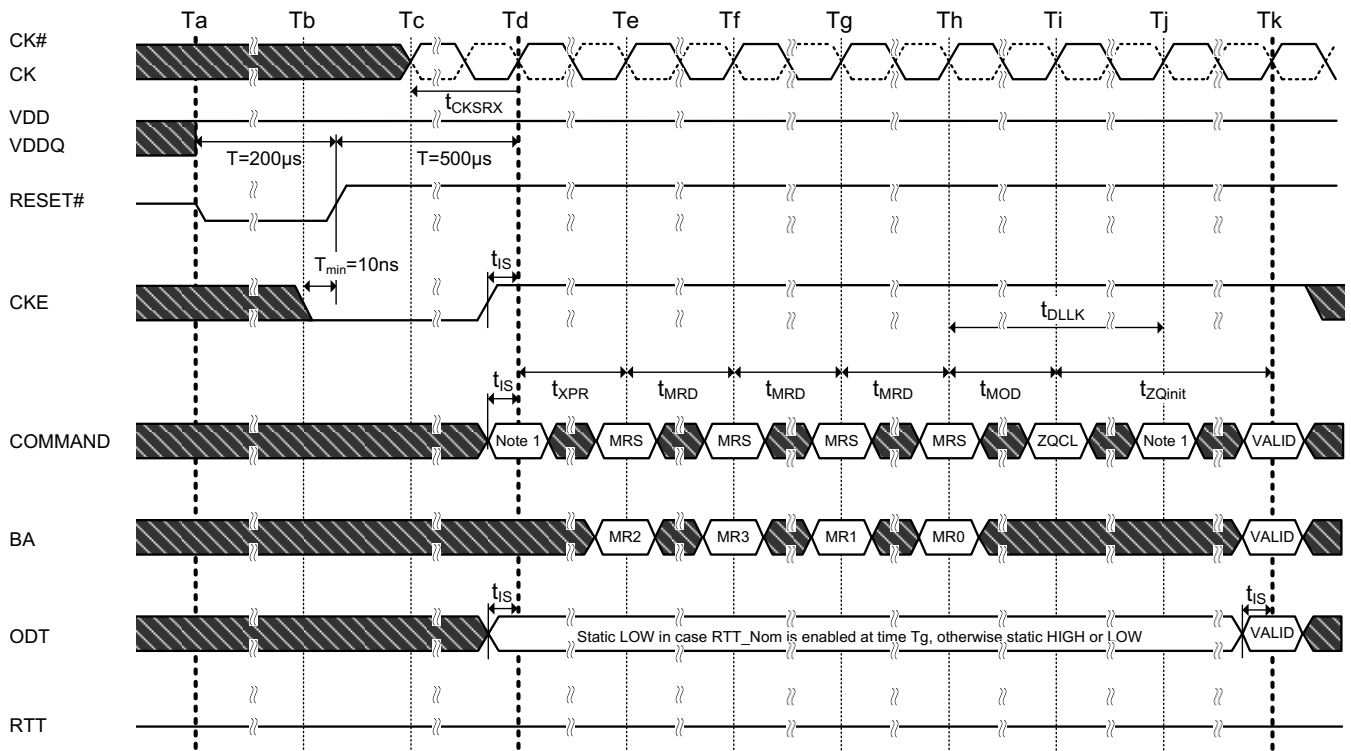 Ta Tb Tc Td Te Tf Tg Th Ti Tj Tk
CK#
CK
tCKSRX
VDD
VDDQ
T=200µs T=500µs
RESET#
Tmin=10ns tIS
CKE
tDLLK
tIS tXPR tMRD tMRD tMRD tMOD tZQinit
COMMAND Note 1 MRS MRS MRS MRS ZQCL Note 1 VALID
BA MR2 MR3 MR1 MR0 VALID
tIS tIS
ODT Static LOW in case RTT_Nom is enabled at time Tg, otherwise static HIGH or LOW VALID
RTT